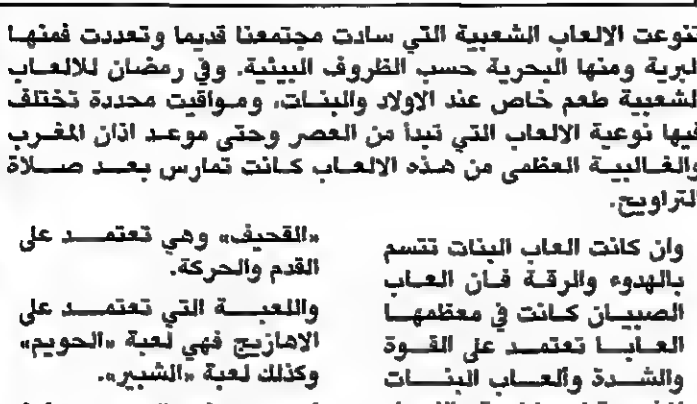 تنوعت الالعاب الشعبية التي سادت مجتمعنا قديما وتعددت فمنها
البرية ومنها البحرية حسب الظروف البيئية. وفي رمضان للالعاب
الشعبية طعم خاص عند الاولاد والبنات، ومواقيت محددة تختلف
فيها نوعية الالعاب التي تبدأ من العصر وحتى موعد اذان المغرب
والغالبية العظمى من هذه الالعاب كانت تمارس بعد صلاة
التراويح.
وان كانت العاب البنات تتسم
بالهدوء والرقة فان العاب
الصبيان كانت في معظمها
العابا تعتمد على القوة
والشدة وألعاب البنات
«القحيف» وهي تعتمد على
القدم والحركة.
واللعبة التي تعتمد على
الاهازيج فهي لعبة «الحويم»
وكذلك لعبة «الشبير».